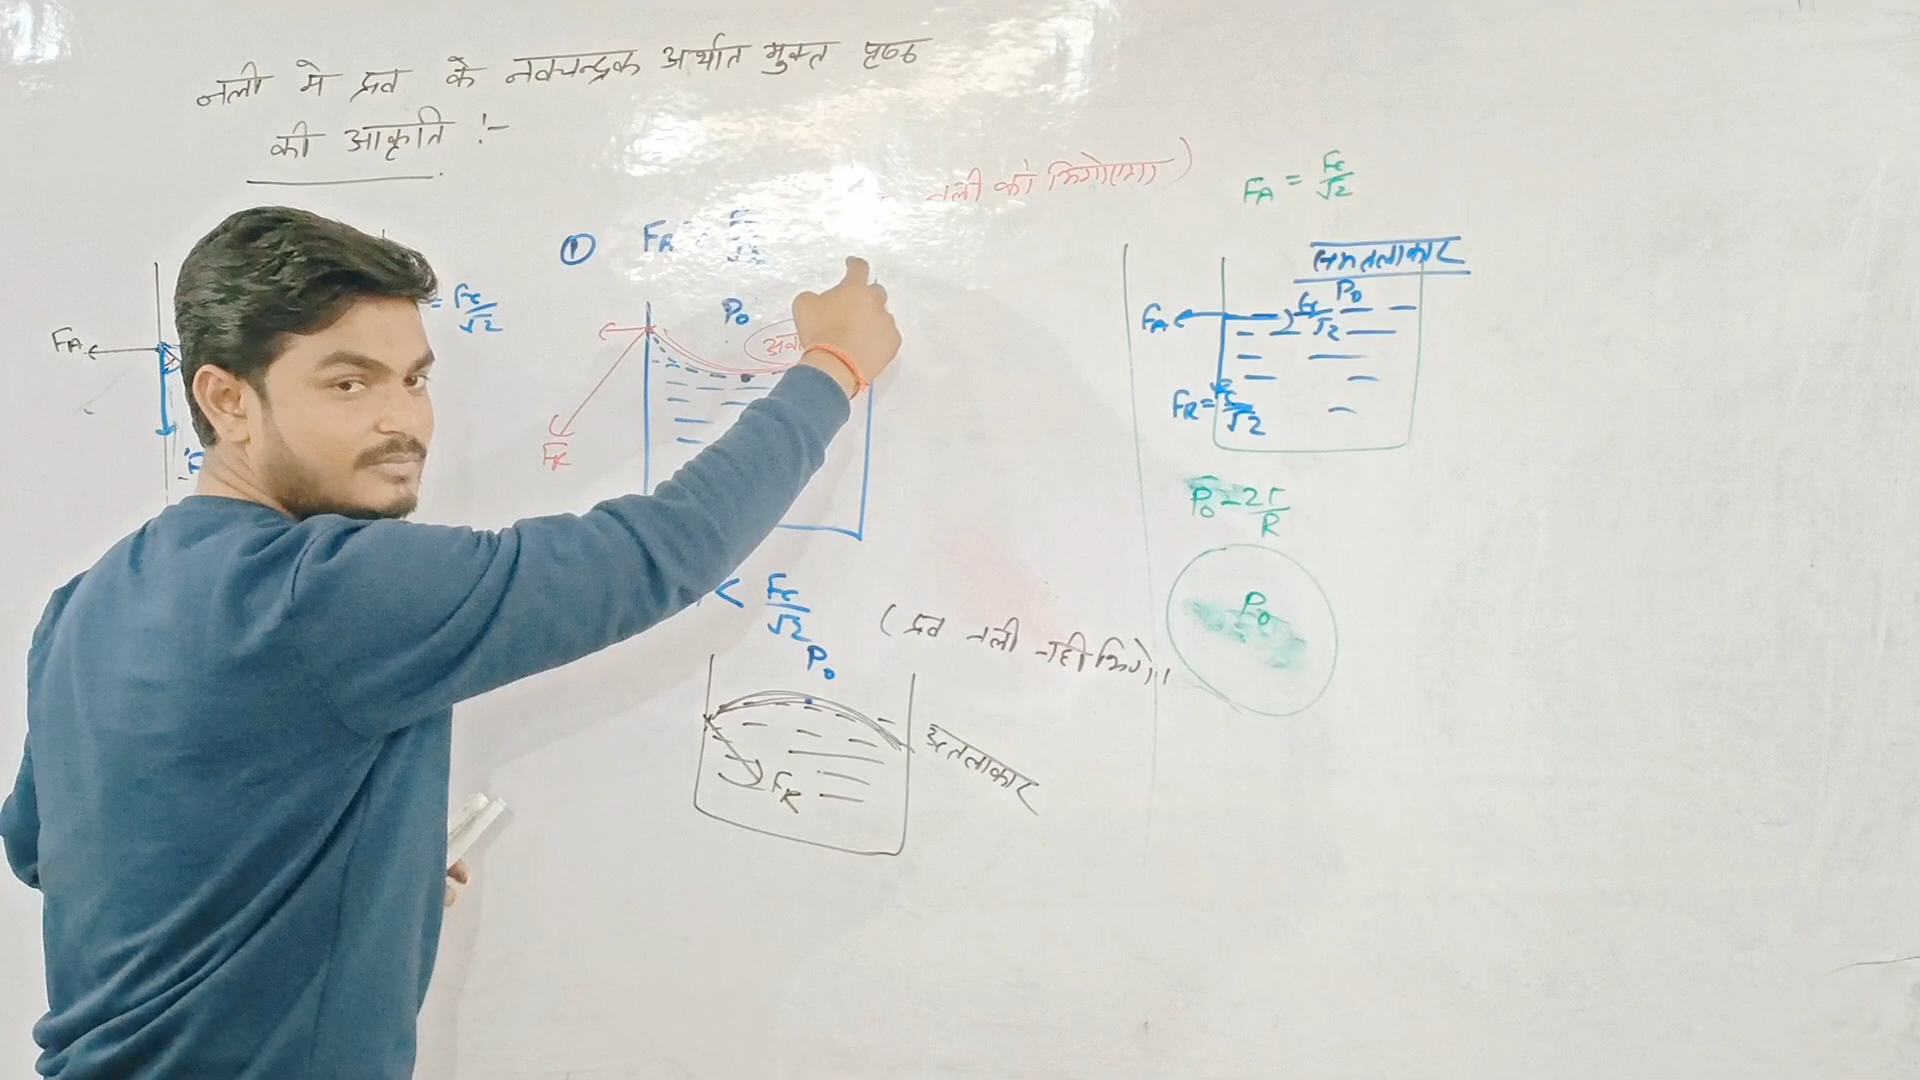 नली मे द्रव के नवचन्द्रक अर्थात मुक्त पृष्ठ
की आकृति :-
नली को भिगोएगा)
① FA
P₀
FR
FA
= Fc/√2
< Fc/√2
(द्रव नली नही भिगो
P₀
FR
उत्तलाकार
FA = Fc/√2
समतलाकार
P₀
FA
Fc/√2
FR = Fc/√2
P₀ - 2T/R
P₀